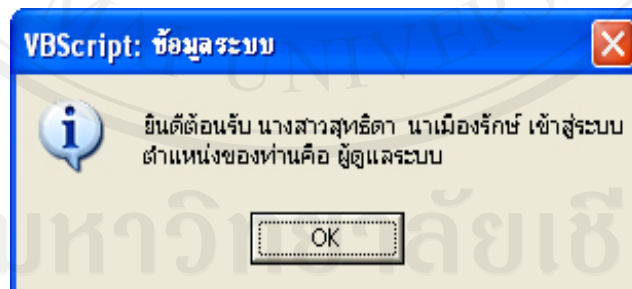 VBScript: ข้อมูลระบบ
ยินดีต้อนรับ นางสาวสุทธิดา นาเมืองรักษ์ เข้าสู่ระบบ
ตำแหน่งของท่านคือ ผู้ดูแลระบบ
OK